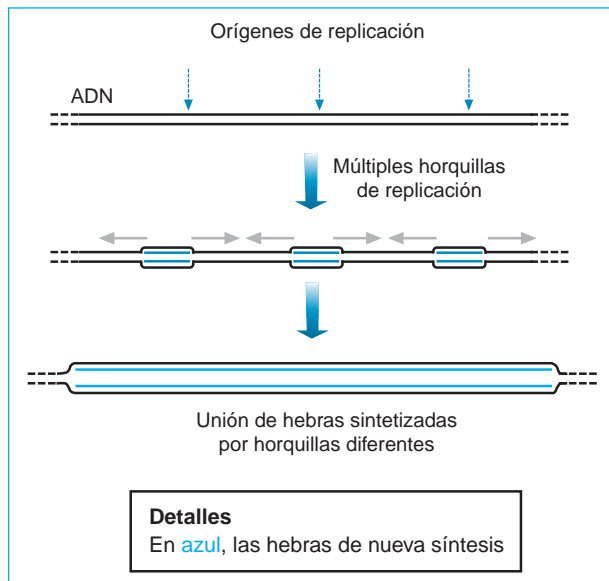 Orígenes de replicación
ADN
Múltiples horquillas
de replicación
Unión de hebras sintetizadas
por horquillas diferentes
Detalles
En azul, las hebras de nueva síntesis